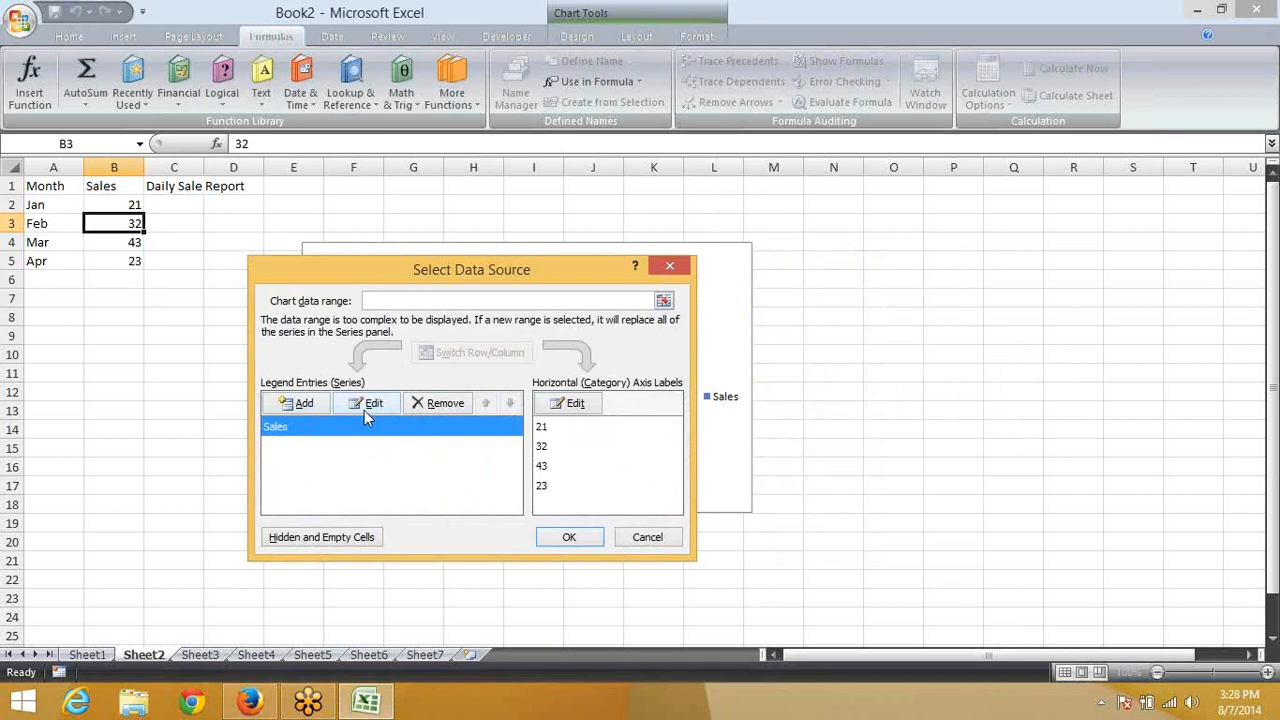 Book2 - Microsoft Excel
Chart Tools
Home Insert Page Layout Formulas Data Review View Developer Design Layout Format
Insert Function
AutoSum
Recently Used
Financial
Logical
Text
Date & Time
Lookup & Reference
Math & Trig
More Functions
Function Library
Name Manager
Define Name
Use in Formula
Create from Selection
Defined Names
Trace Precedents
Trace Dependents
Remove Arrows
Show Formulas
Error Checking
Evaluate Formula
Formula Auditing
Watch Window
Calculation Options
Calculate Now
Calculate Sheet
Calculation
B3 fx 32
A B C D E F G H I J K L M N O P Q R S T U
1 Month Sales Daily Sale Report
2 Jan 21
3 Feb 32
4 Mar 43
5 Apr 23
6
7
8
9
10
11
12
13
14
15
16
17
18
19
20
21
22
23
24
25
Select Data Source
?
Chart data range:
The data range is too complex to be displayed. If a new range is selected, it will replace all of
the series in the Series panel.
Switch Row/Column
Legend Entries (Series)
Add Edit Remove
Sales
Horizontal (Category) Axis Labels
Edit
21
32
43
23
Hidden and Empty Cells
OK
Cancel
Sales
Sheet1 Sheet2 Sheet3 Sheet4 Sheet5 Sheet6 Sheet7
Ready
100%
3:28 PM
8/7/2014